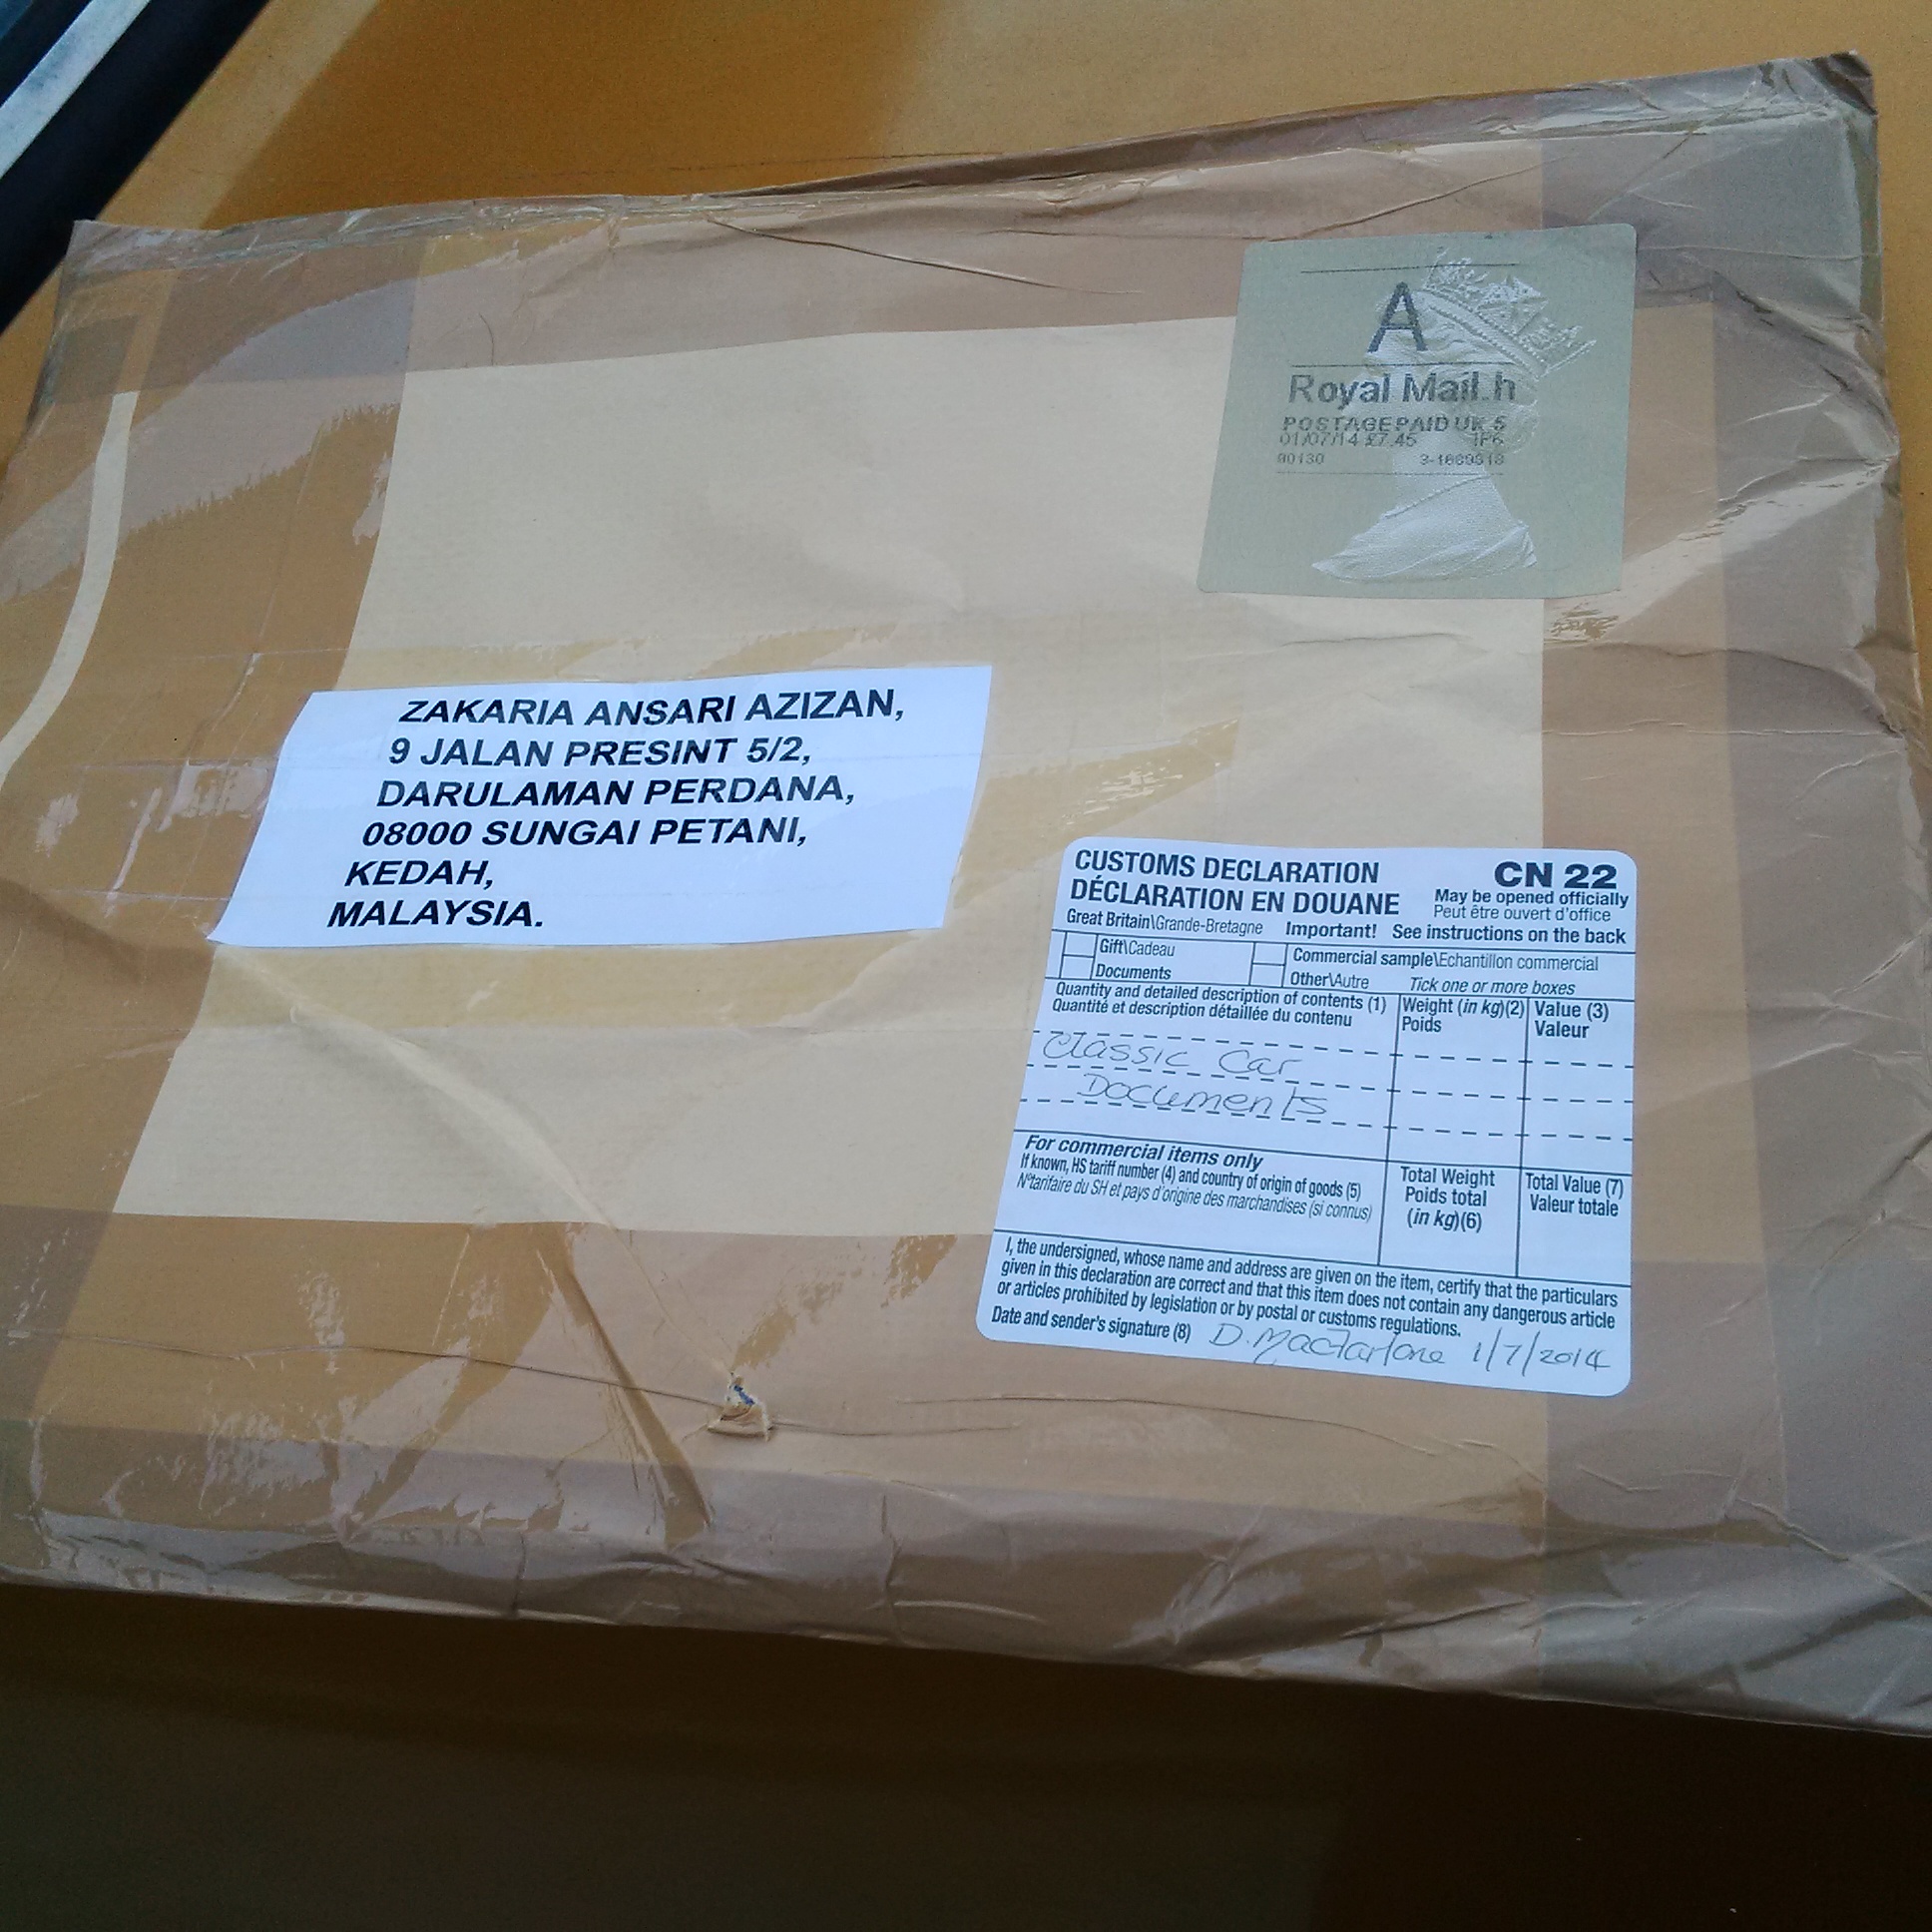 A
Royal Mail.h
POSTAGE PAID UK 5
01/07/14 £7.45 1P6
90130 3-1669618
ZAKARIA ANSARI AZIZAN,
9 JALAN PRESINT 5/2,
DARULAMAN PERDANA,
08000 SUNGAI PETANI,
KEDAH,
MALAYSIA.
CUSTOMS DECLARATION CN 22
DÉCLARATION EN DOUANE May be opened officially
Peut être ouvert d'office
Great Britain\Grande-Bretagne Important! See instructions on the back
Gift\Cadeau Commercial sample\Echantillon commercial
Documents Other\Autre Tick one or more boxes
Quantity and detailed description of contents (1) Weight (in kg)(2) Value (3)
Quantité et description détaillée du contenu Poids Valeur
Classic Car
Documents
For commercial items only
If known, HS tariff number (4) and country of origin of goods (5) Total Weight Total Value (7)
N°tarifaire du SH et pays d'origine des marchandises (si connus) Poids total Valeur totale
(in kg)(6)
I, the undersigned, whose name and address are given on the item, certify that the particulars
given in this declaration are correct and that this item does not contain any dangerous article
or articles prohibited by legislation or by postal or customs regulations.
Date and sender's signature (8) D. MacFarlane 1/7/2014